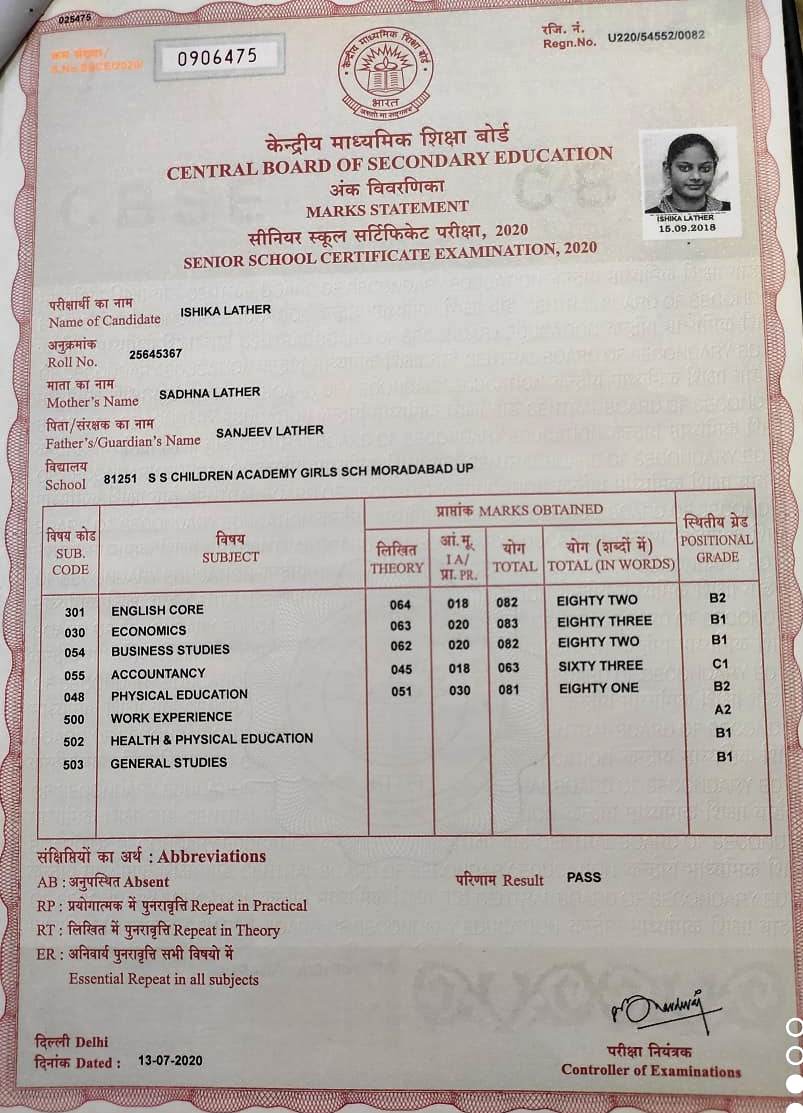 025475
क्रम संख्या/
S.No.SSCE/2020/
0906475
रजि. नं.
Regn.No. U220/54552/0082
केन्द्रीय माध्यमिक शिक्षा बोर्ड
भारत
असतो मा सद्गमय
केन्द्रीय माध्यमिक शिक्षा बोर्ड
CENTRAL BOARD OF SECONDARY EDUCATION
अंक विवरणिका
MARKS STATEMENT
सीनियर स्कूल सर्टिफिकेट परीक्षा, 2020
SENIOR SCHOOL CERTIFICATE EXAMINATION, 2020
ISHIKA LATHER
15.09.2018
परीक्षार्थी का नाम
Name of Candidate ISHIKA LATHER
अनुक्रमांक
Roll No. 25645367
माता का नाम
Mother's Name SADHNA LATHER
पिता/संरक्षक का नाम
Father's/Guardian's Name SANJEEV LATHER
विद्यालय
School 81251 S S CHILDREN ACADEMY GIRLS SCH MORADABAD UP
विषय कोड
SUB. CODE
विषय
SUBJECT
प्राप्तांक MARKS OBTAINED
लिखित
THEORY
आं.मू.
I A/
प्रा. PR.
योग
TOTAL
योग (शब्दों में)
TOTAL (IN WORDS)
स्थितीय ग्रेड
POSITIONAL
GRADE
301 ENGLISH CORE 064 018 082 EIGHTY TWO B2
030 ECONOMICS 063 020 083 EIGHTY THREE B1
054 BUSINESS STUDIES 062 020 082 EIGHTY TWO B1
055 ACCOUNTANCY 045 018 063 SIXTY THREE C1
048 PHYSICAL EDUCATION 051 030 081 EIGHTY ONE B2
500 WORK EXPERIENCE A2
502 HEALTH & PHYSICAL EDUCATION B1
503 GENERAL STUDIES B1
संक्षिप्तियों का अर्थ : Abbreviations
AB : अनुपस्थित Absent
परिणाम Result PASS
RP : प्रयोगात्मक में पुनरावृत्ति Repeat in Practical
RT : लिखित में पुनरावृत्ति Repeat in Theory
ER : अनिवार्य पुनरावृत्ति सभी विषयो में
Essential Repeat in all subjects
दिल्ली Delhi
दिनांक Dated : 13-07-2020
परीक्षा नियंत्रक
Controller of Examinations